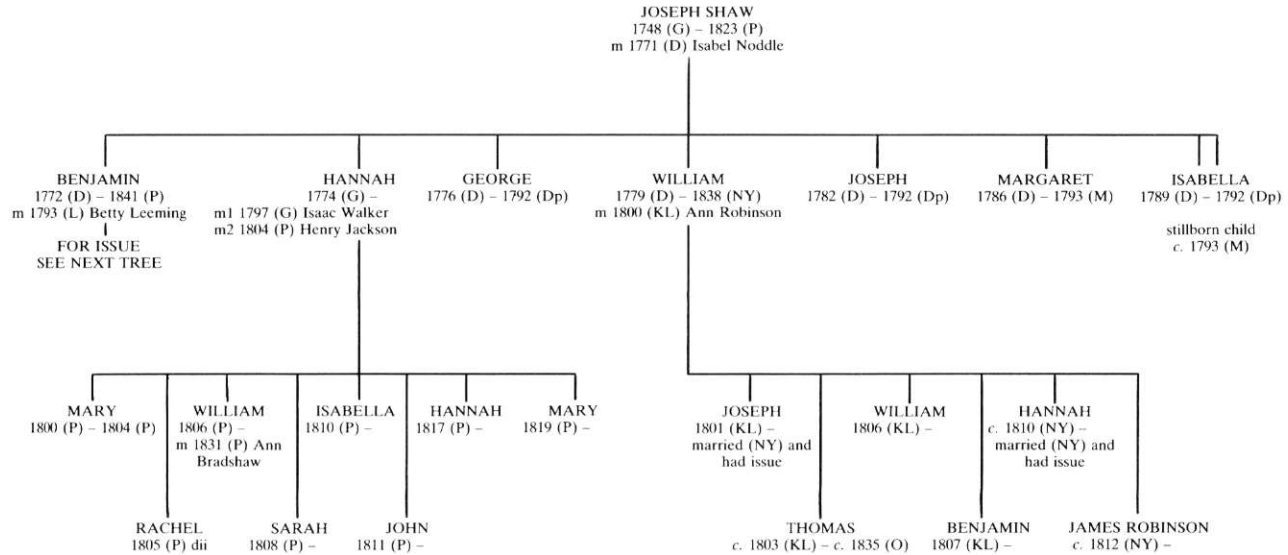 JOSEPH SHAW
1748 (G) – 1823 (P)
m 1771 (D) Isabel Noddle
BENJAMIN
1772 (D) – 1841 (P)
m 1793 (L) Betty Leeming
FOR ISSUE
SEE NEXT TREE
HANNAH
1774 (G) –
m1 1797 (G) Isaac Walker
m2 1804 (P) Henry Jackson
GEORGE
1776 (D) – 1792 (Dp)
WILLIAM
1779 (D) – 1838 (NY)
m 1800 (KL) Ann Robinson
JOSEPH
1782 (D) – 1792 (Dp)
MARGARET
1786 (D) – 1793 (M)
ISABELLA
1789 (D) – 1792 (Dp)
stillborn child
c. 1793 (M)
MARY
1800 (P) – 1804 (P)
RACHEL
1805 (P) dii
WILLIAM
1806 (P) –
m 1831 (P) Ann
Bradshaw
SARAH
1808 (P) –
ISABELLA
1810 (P) –
JOHN
1811 (P) –
HANNAH
1817 (P) –
MARY
1819 (P) –
JOSEPH
1801 (KL) –
married (NY) and
had issue
THOMAS
c. 1803 (KL) – c. 1835 (O)
WILLIAM
1806 (KL) –
BENJAMIN
1807 (KL) –
HANNAH
c. 1810 (NY) –
married (NY) and
had issue
JAMES ROBINSON
c. 1812 (NY) –